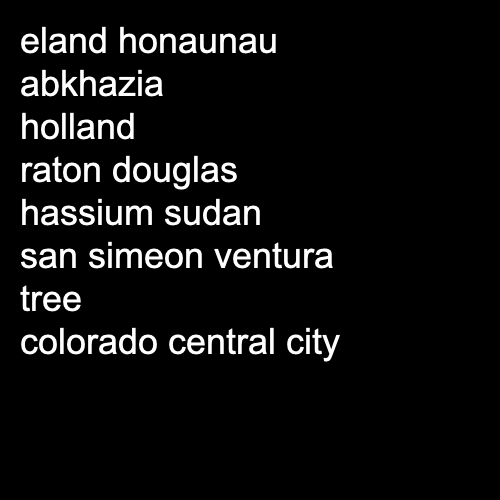 eland honaunau
abkhazia
holland
raton douglas
hassium sudan
san simeon ventura
tree
colorado central city